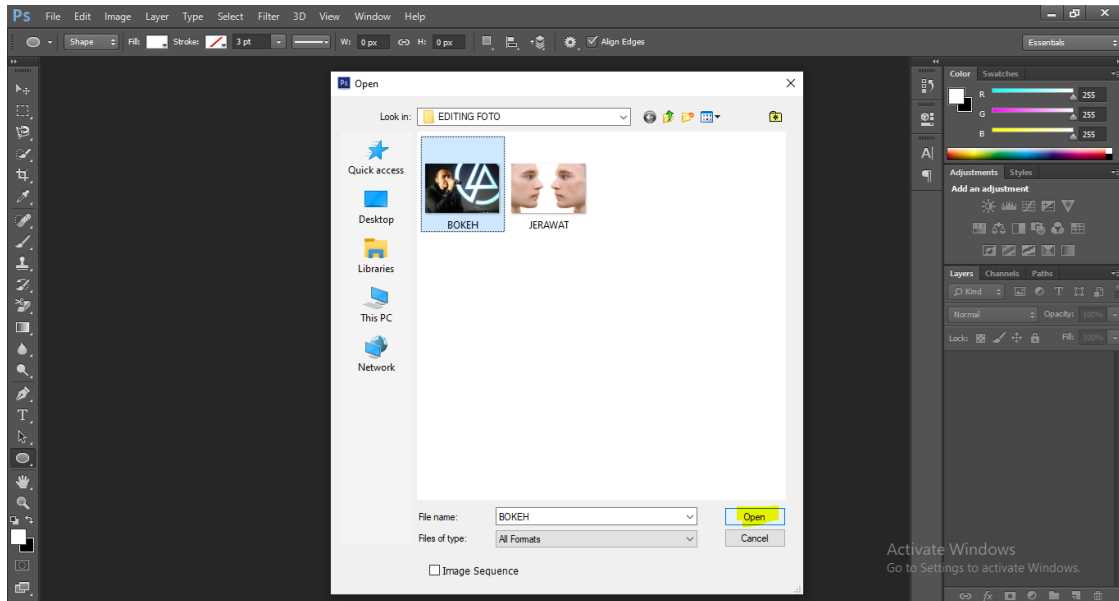 Ps File Edit Image Layer Type Select Filter 3D View Window Help
Shape Fill: Stroke: 3 pt W: 0 px H: 0 px Align Edges Essentials
Ps Open
Look in: EDITING FOTO
Quick access
Desktop
Libraries
This PC
Network
BOKEH JERAWAT
File name: BOKEH Open
Files of type: All Formats Cancel
Image Sequence
Color Swatches
R 255
G 255
B 255
Adjustments Styles
Add an adjustment
Layers Channels Paths
Kind
Normal Opacity: 100%
Lock: Fill: 100%
Activate Windows
Go to Settings to activate Windows.